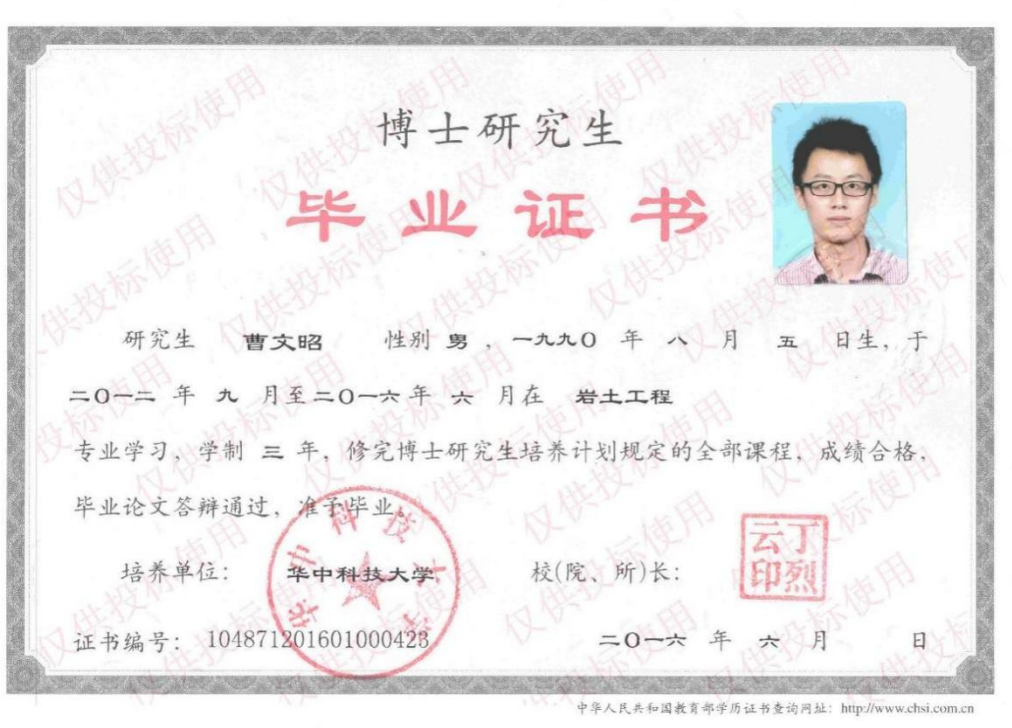 博士研究生
毕业证书
研究生 曹文昭 性别 男，一九九〇 年 八 月 五 日生，于
二〇一二 年 九 月至二〇一六年 六 月在 岩土工程
专业学习，学制 三 年，修完博士研究生培养计划规定的全部课程，成绩合格，
毕业论文答辩通过，准予毕业。
培养单位： 华中科技大学 校(院、所)长：
华中科技大学
丁烈云印
证书编号： 104871201601000423 二〇一六 年 六 月 日
中华人民共和国教育部学历证书查询网址： http://www.chsi.com.cn
仅供投标使用